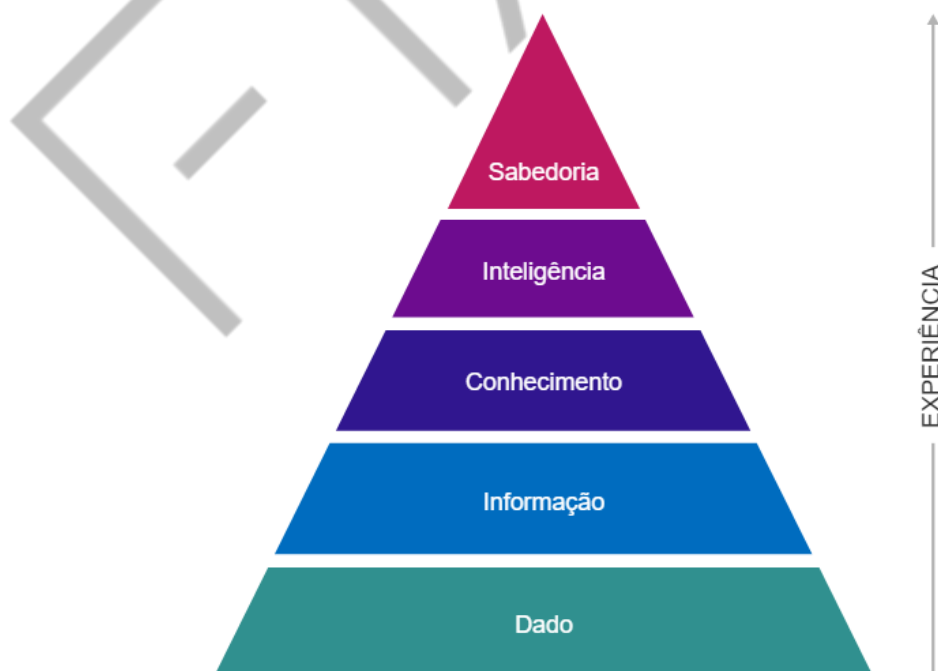 Sabedoria
Inteligência
Conhecimento
Informação
Dado
EXPERIÊNCIA